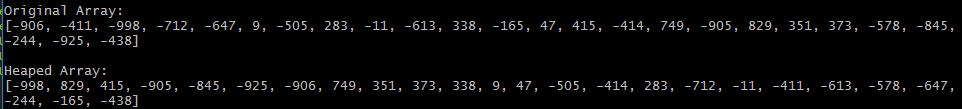 Original Array:
[-906, -411, -998, -712, -647, 9, -505, 283, -11, -613, 338, -165, 47, 415, -414, 749, -905, 829, 351, 373, -578, -845,
-244, -925, -438]
Heaped Array:
[-998, 829, 415, -905, -845, -925, -906, 749, 351, 373, 338, 9, 47, -505, -414, 283, -712, -11, -411, -613, -578, -647,
-244, -165, -438]